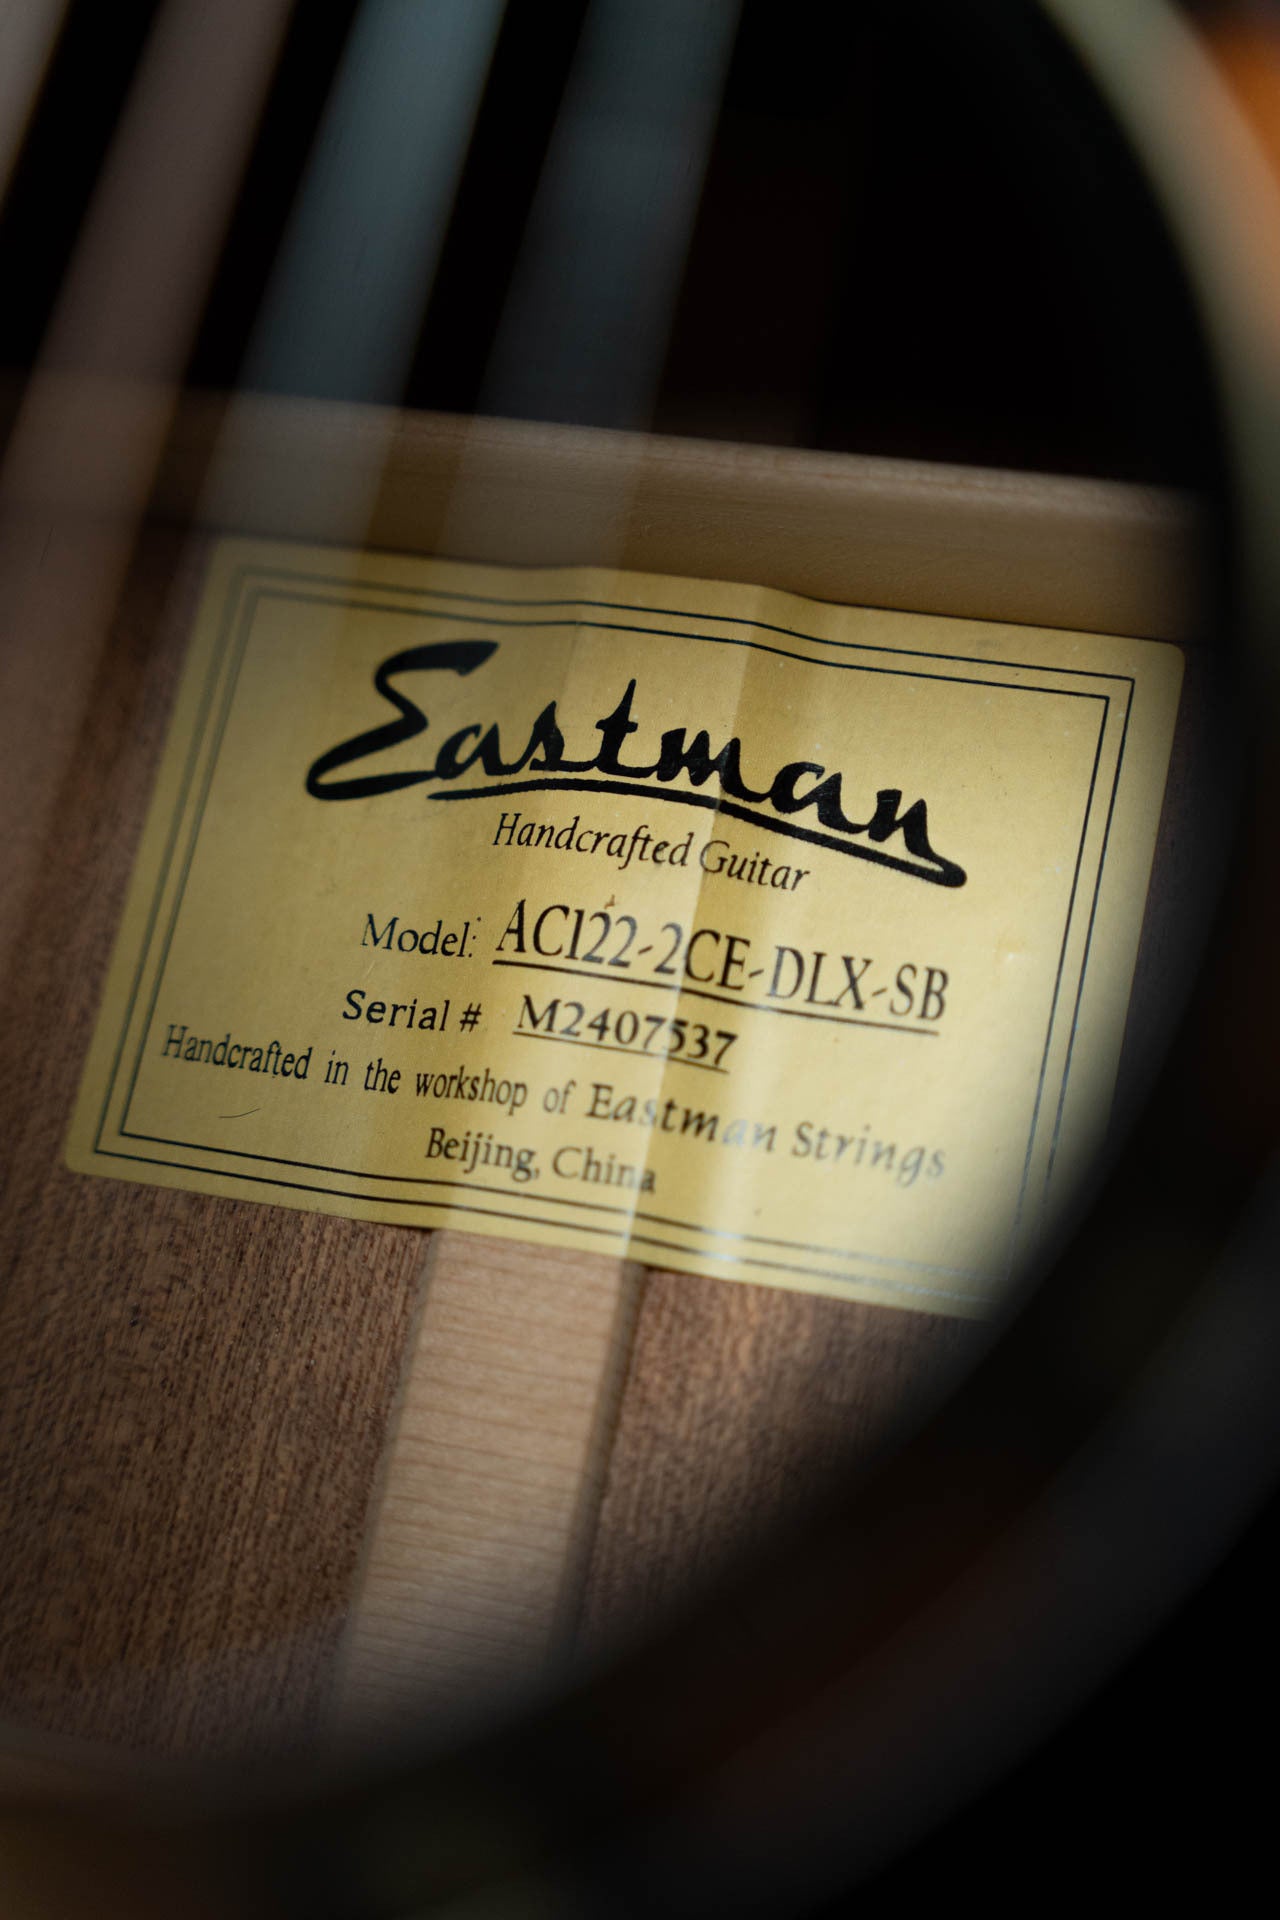 Eastman
Handcrafted Guitar
Model: AC122-2CE-DLX-SB
Serial # M2407537
Handcrafted in the workshop of Eastman Strings
Beijing, China